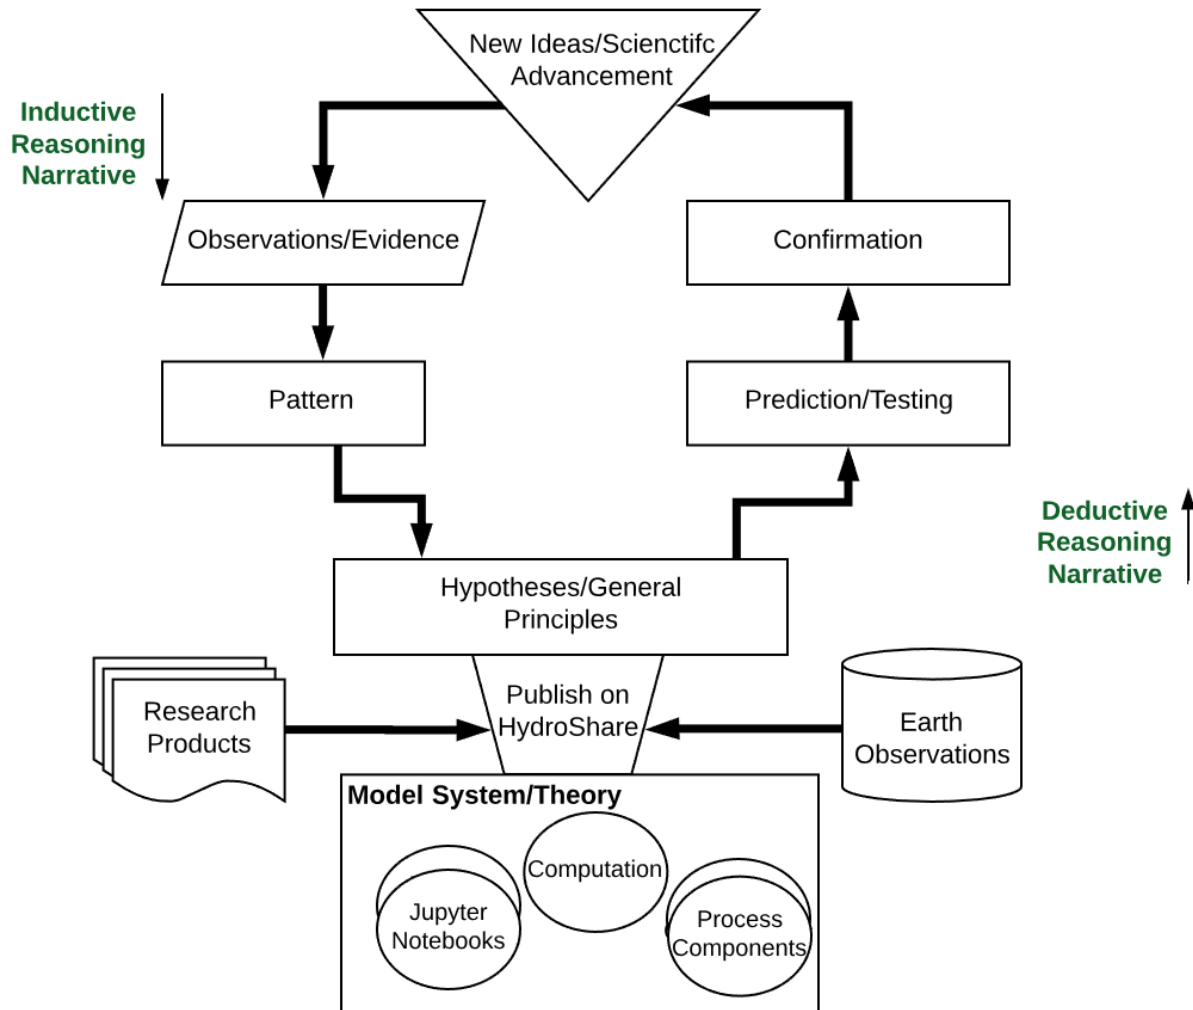 New Ideas/Scienctifc
Advancement
Inductive
Reasoning
Narrative
Observations/Evidence
Confirmation
Pattern
Prediction/Testing
Deductive
Reasoning
Narrative
Hypotheses/General
Principles
Research
Products
Publish on
HydroShare
Earth
Observations
Model System/Theory
Computation
Jupyter
Notebooks
Process
Components